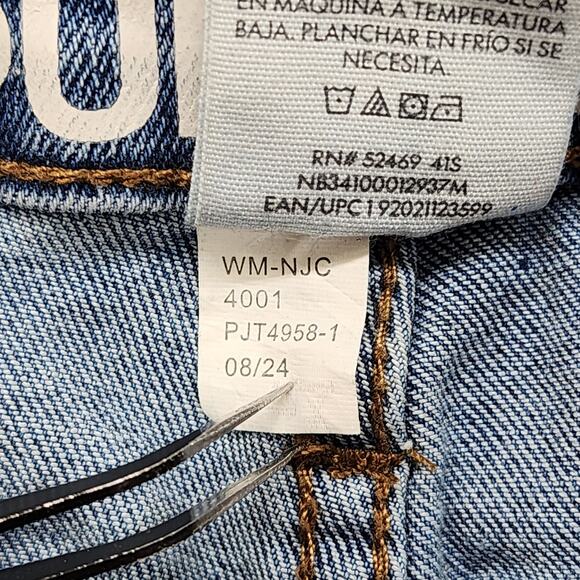 EN MÁQUINA A TEMPERATURA
BAJA. PLANCHAR EN FRÍO SI SE
NECESITA.
RN# 52469 41S
NB34100012937M
EAN/UPC192021123599
WM-NJC
4001
PJT4958-1
08/24